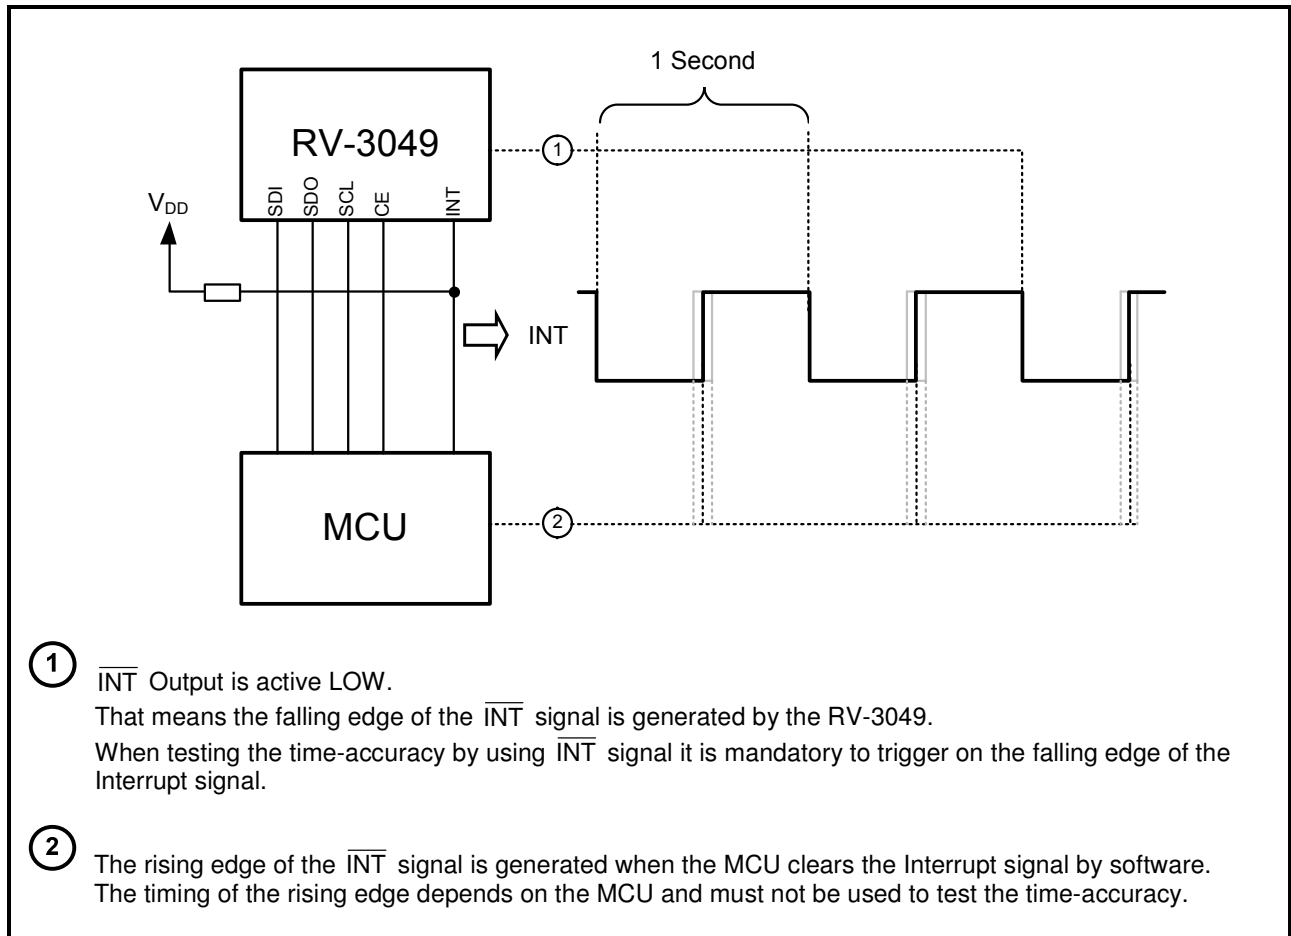 1 Second
RV-3049
1
SDI
SDO
SCL
CE
INT
VDD
INT
MCU
2
1
INT Output is active LOW.
That means the falling edge of the INT signal is generated by the RV-3049.
When testing the time-accuracy by using INT signal it is mandatory to trigger on the falling edge of the
Interrupt signal.
2
The rising edge of the INT signal is generated when the MCU clears the Interrupt signal by software.
The timing of the rising edge depends on the MCU and must not be used to test the time-accuracy.